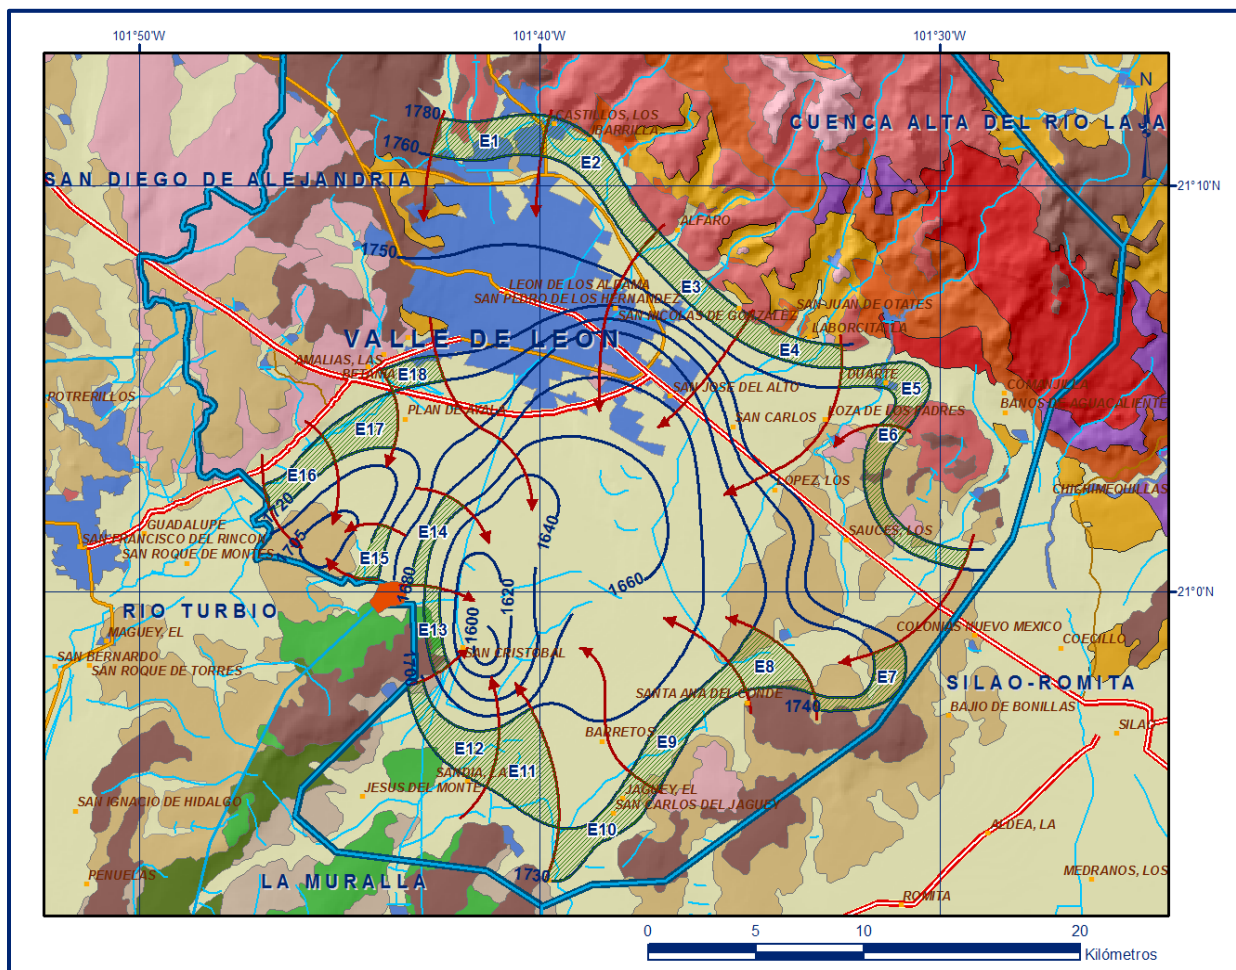 101°50'W
101°40'W
101°30'W
N
1780
CASTILLOS, LOS
CUENCA ALTA DEL RIO LAJA
IBARRILLA
E1
1760
E2
SAN DIEGO DE ALEJANDRIA
21°10'N
ALFARO
1750
LEON DE LOS ALDAMA
E3
SAN PEDRO DE LOS HERNANDEZ
SAN JUAN DE OTATES
SAN NICOLAS DE GONZALEZ
LABORCITA, LA
VALLE DE LEON
E4
AMALIAS, LAS
BETANIA
E18
DUARTE
E5
COMANJILLA
SAN JOSE DEL ALTO
POTRERILLOS
BAÑOS DE AGUACALIENTE
PLAN DE AYALA
LOZA DE LOS PADRES
SAN CARLOS
E17
E6
E16
LOPEZ, LOS
CHICHIMEQUILLAS
1720
GUADALUPE
1640
SAUCES, LOS
E14
SAN FRANCISCO DEL RINCON
1705
SAN ROQUE DE MONTES
E15
1680
1660
21°0'N
1620
RIO TURBIO
1600
E13
COLONIAS NUEVO MEXICO
MAGUEY, EL
COECILLO
SAN CRISTOBAL
SAN BERNARDO
SAN ROQUE DE TORRES
1700
E8
E7
SILAO-ROMITA
SANTA ANA DEL CONDE
1740
BAJIO DE BONILLAS
SILAO
BARRETOS
E9
E12
SANDIA, LA
E11
JESUS DEL MONTE
JAGUEY, EL
SAN IGNACIO DE HIDALGO
SAN CARLOS DEL JAGUEY
E10
ALDEA, LA
1730
PEÑUELAS
LA MURALLA
MEDRANOS, LOS
ROMITA
0 5 10 20
Kilómetros